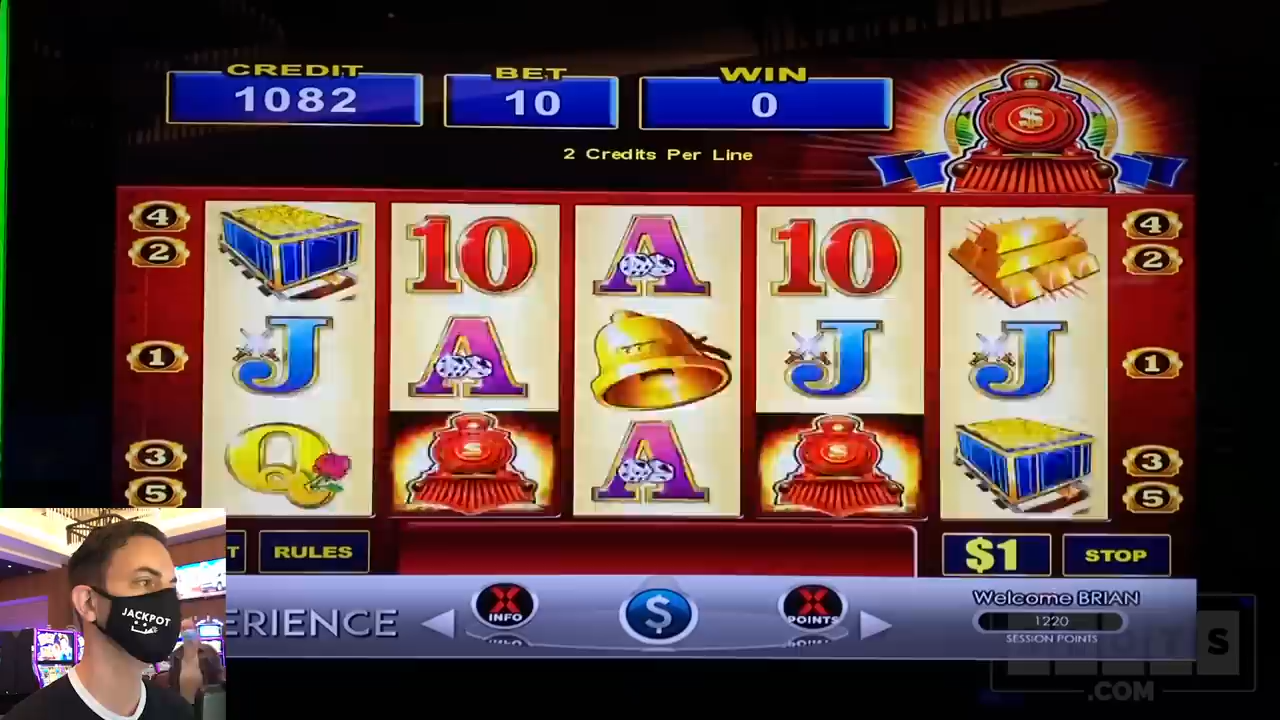 CREDIT
1082
BET
10
WIN
0
2 Credits Per Line
$
4
2
1
3
5
10
A
10
J
A
J
J
Q
A
4
2
1
3
5
T
RULES
$1
STOP
ERIENCE
X
INFO
$
X
POINTS
Welcome BRIAN
1220
SESSION POINTS
JACKPOT
S
.COM